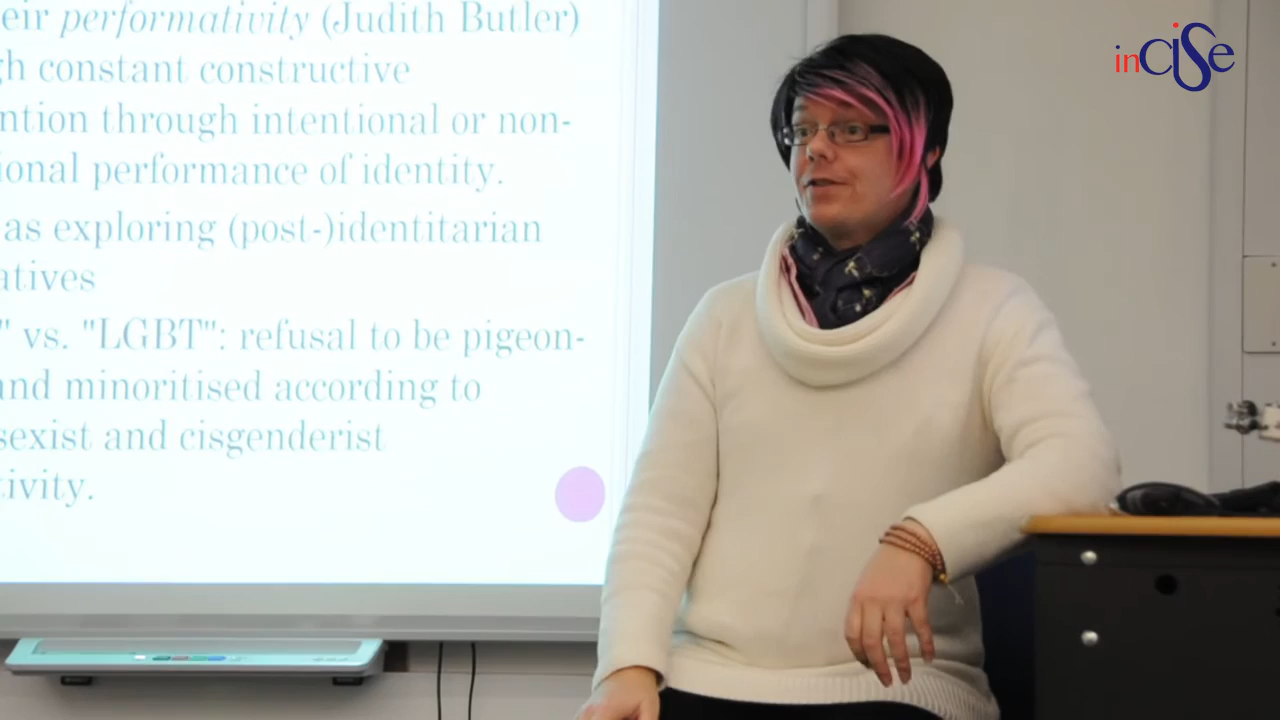 eir performativity (Judith Butler)
gh constant constructive
ntion through intentional or non-
ional performance of identity.
as exploring (post-)identitarian
atives
" vs. "LGBT": refusal to be pigeon-
and minoritised according to
sexist and cisgenderist
tivity.
inCiSe